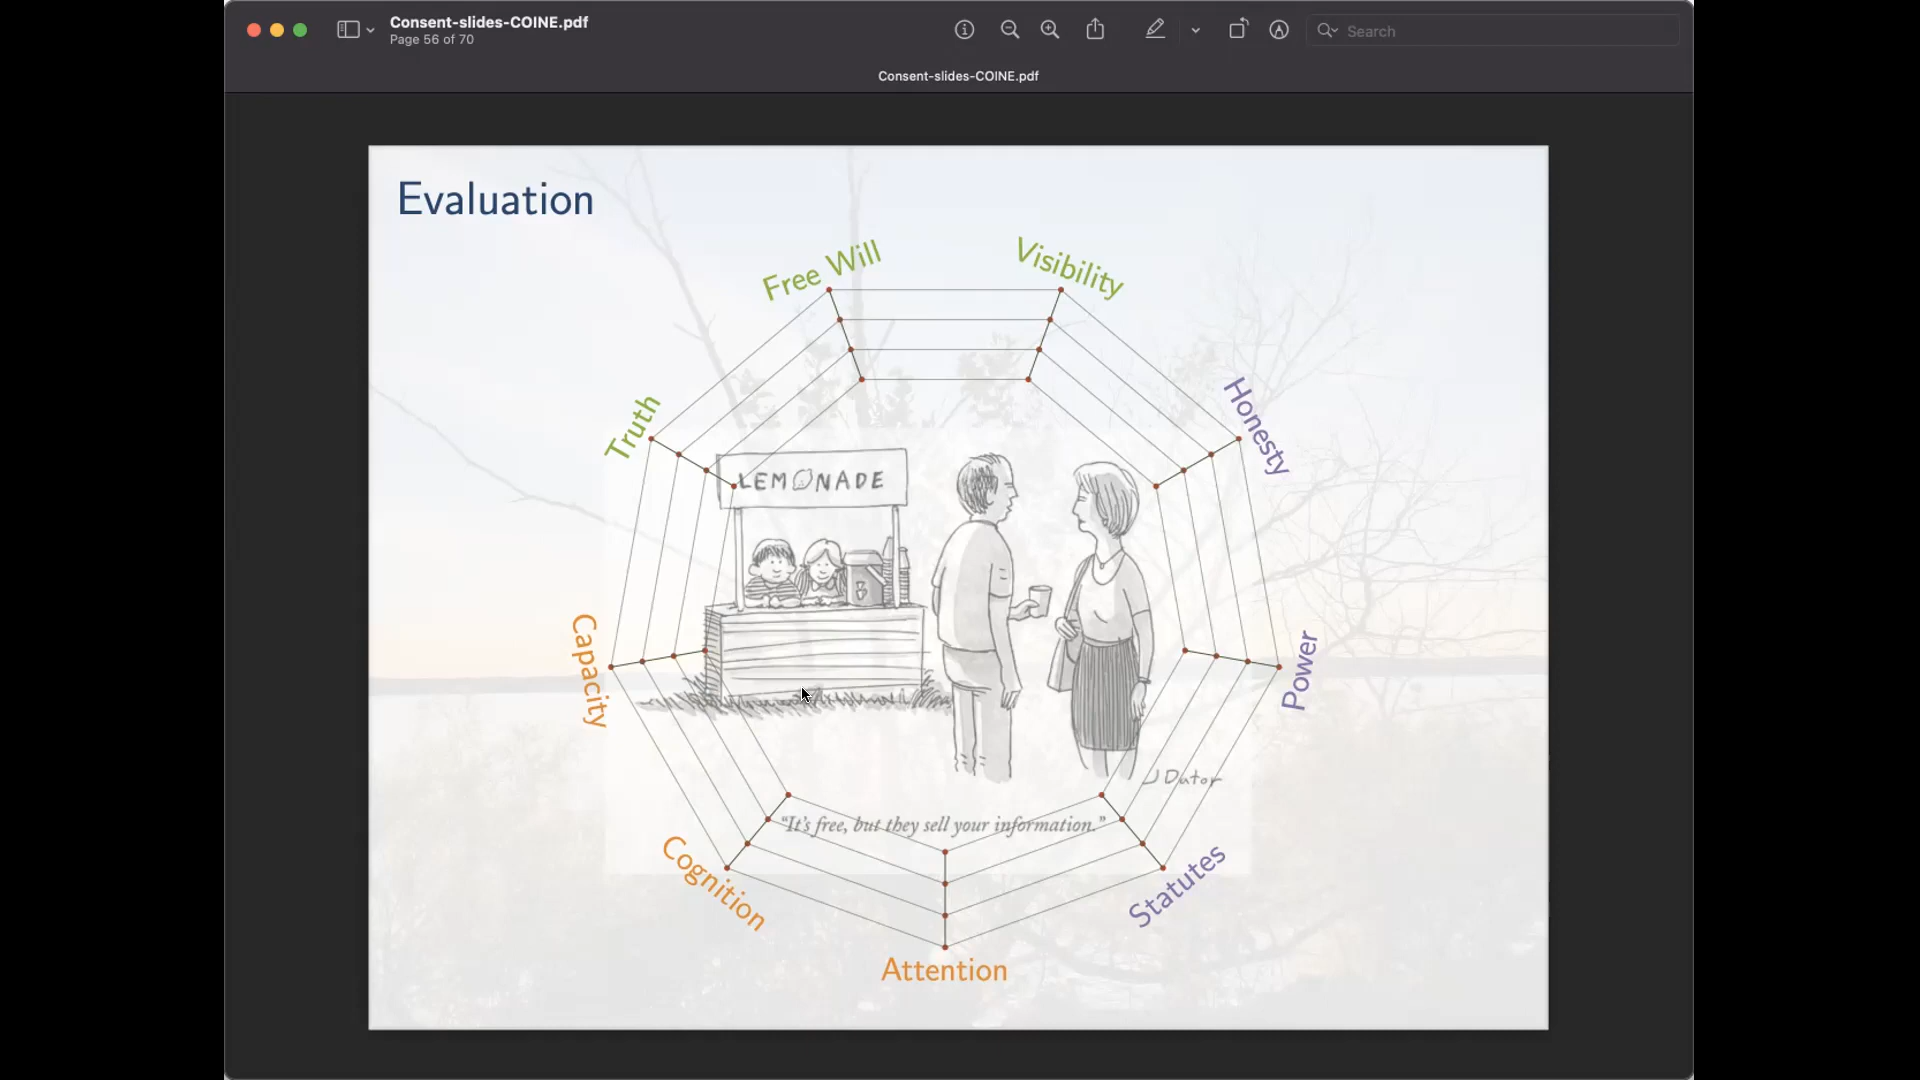 Consent-slides-COINE.pdf
Page 56 of 70
Search
Consent-slides-COINE.pdf
Evaluation
Free Will
Visibility
Truth
Honesty
LEMONADE
Capacity
Power
J Dator
"It's free, but they sell your information."
Cognition
Statutes
Attention